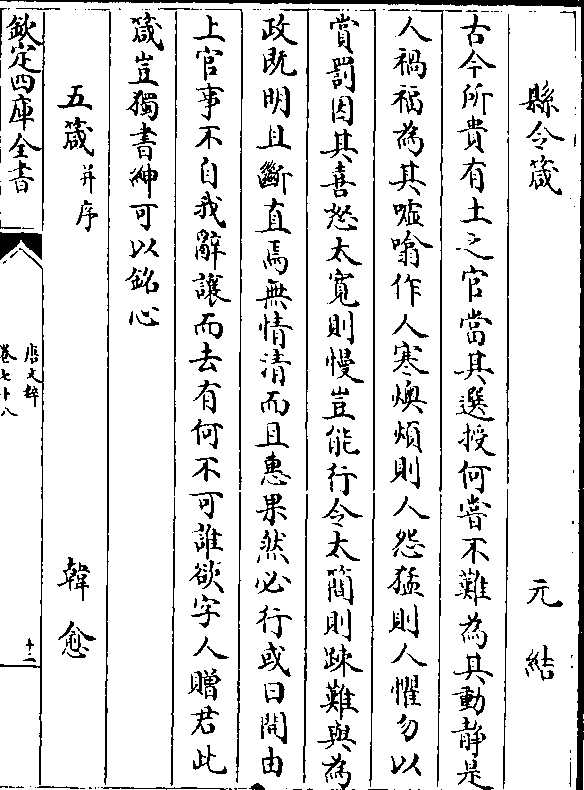 縣令箴 元結
古今所貴有土之官當其選授何嘗不難為其動靜是
人禍福為其噓噏作人寒燠煩則人怨猛則人懼勿以
賞罰因其喜怒太寛則慢豈能行令太簡則疎難與為
政既明且斷直焉無情清而且惠果然必行或曰開由
上官事不自我辭讓而去有何不可誰欲字人贈君此
箴豈獨書紳可以銘心
五箴并序 韓愈
欽定四庫全書
唐文粹
卷七十八
十二